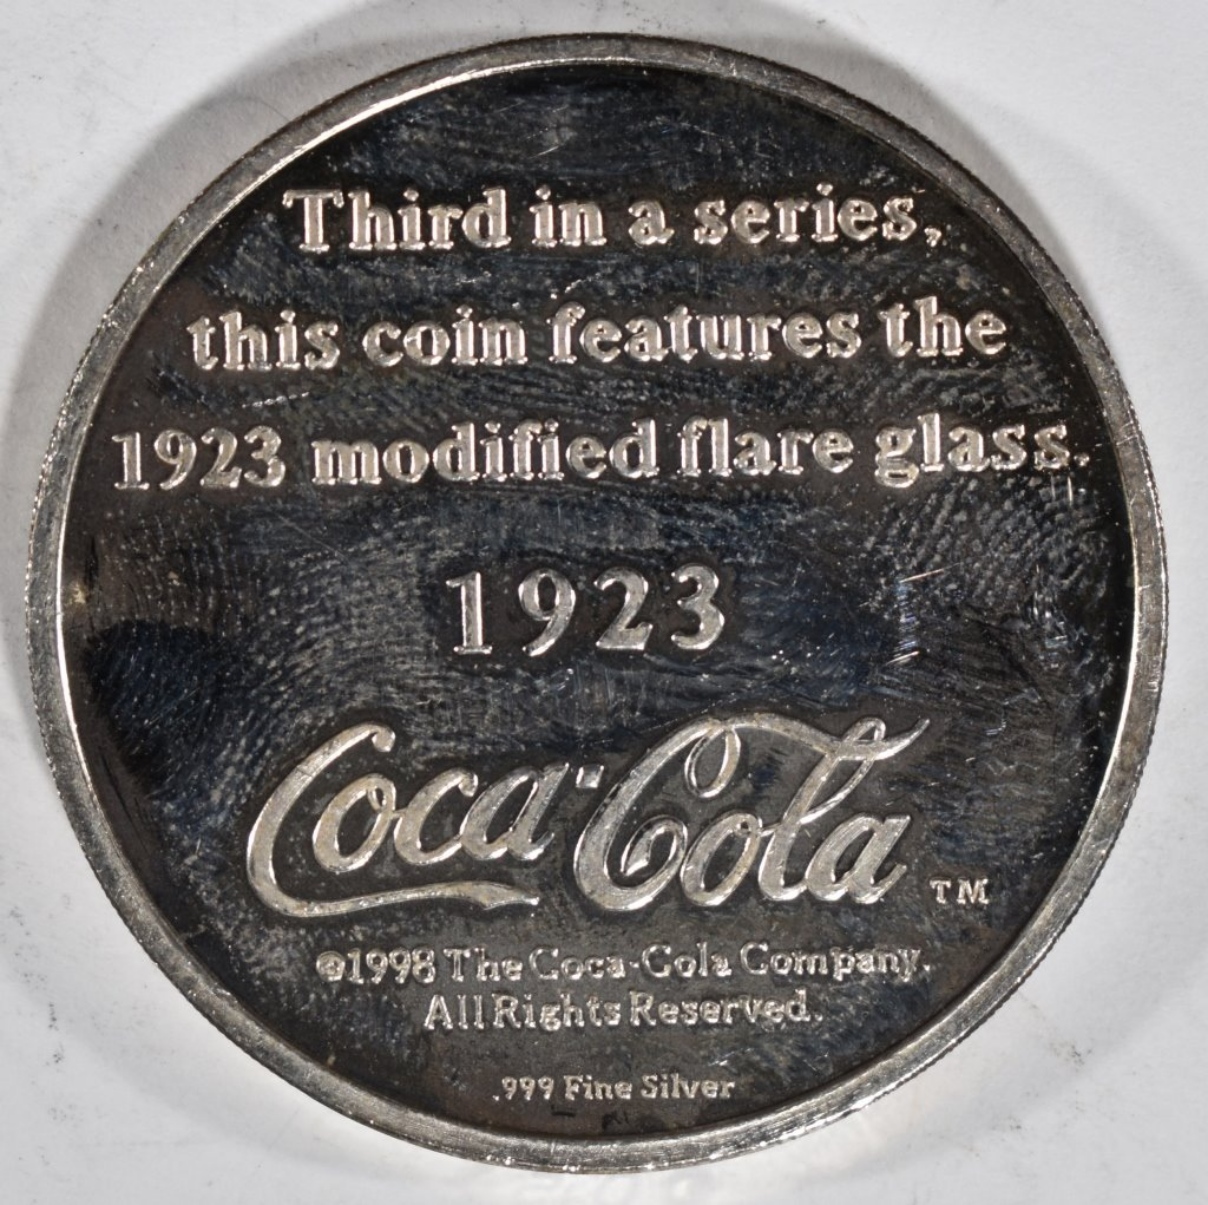 Third in a series,
this coin features the
1923 modified flare glass.
1923
Coca-Cola TM
©1998 The Coca-Cola Company.
All Rights Reserved.
.999 Fine Silver